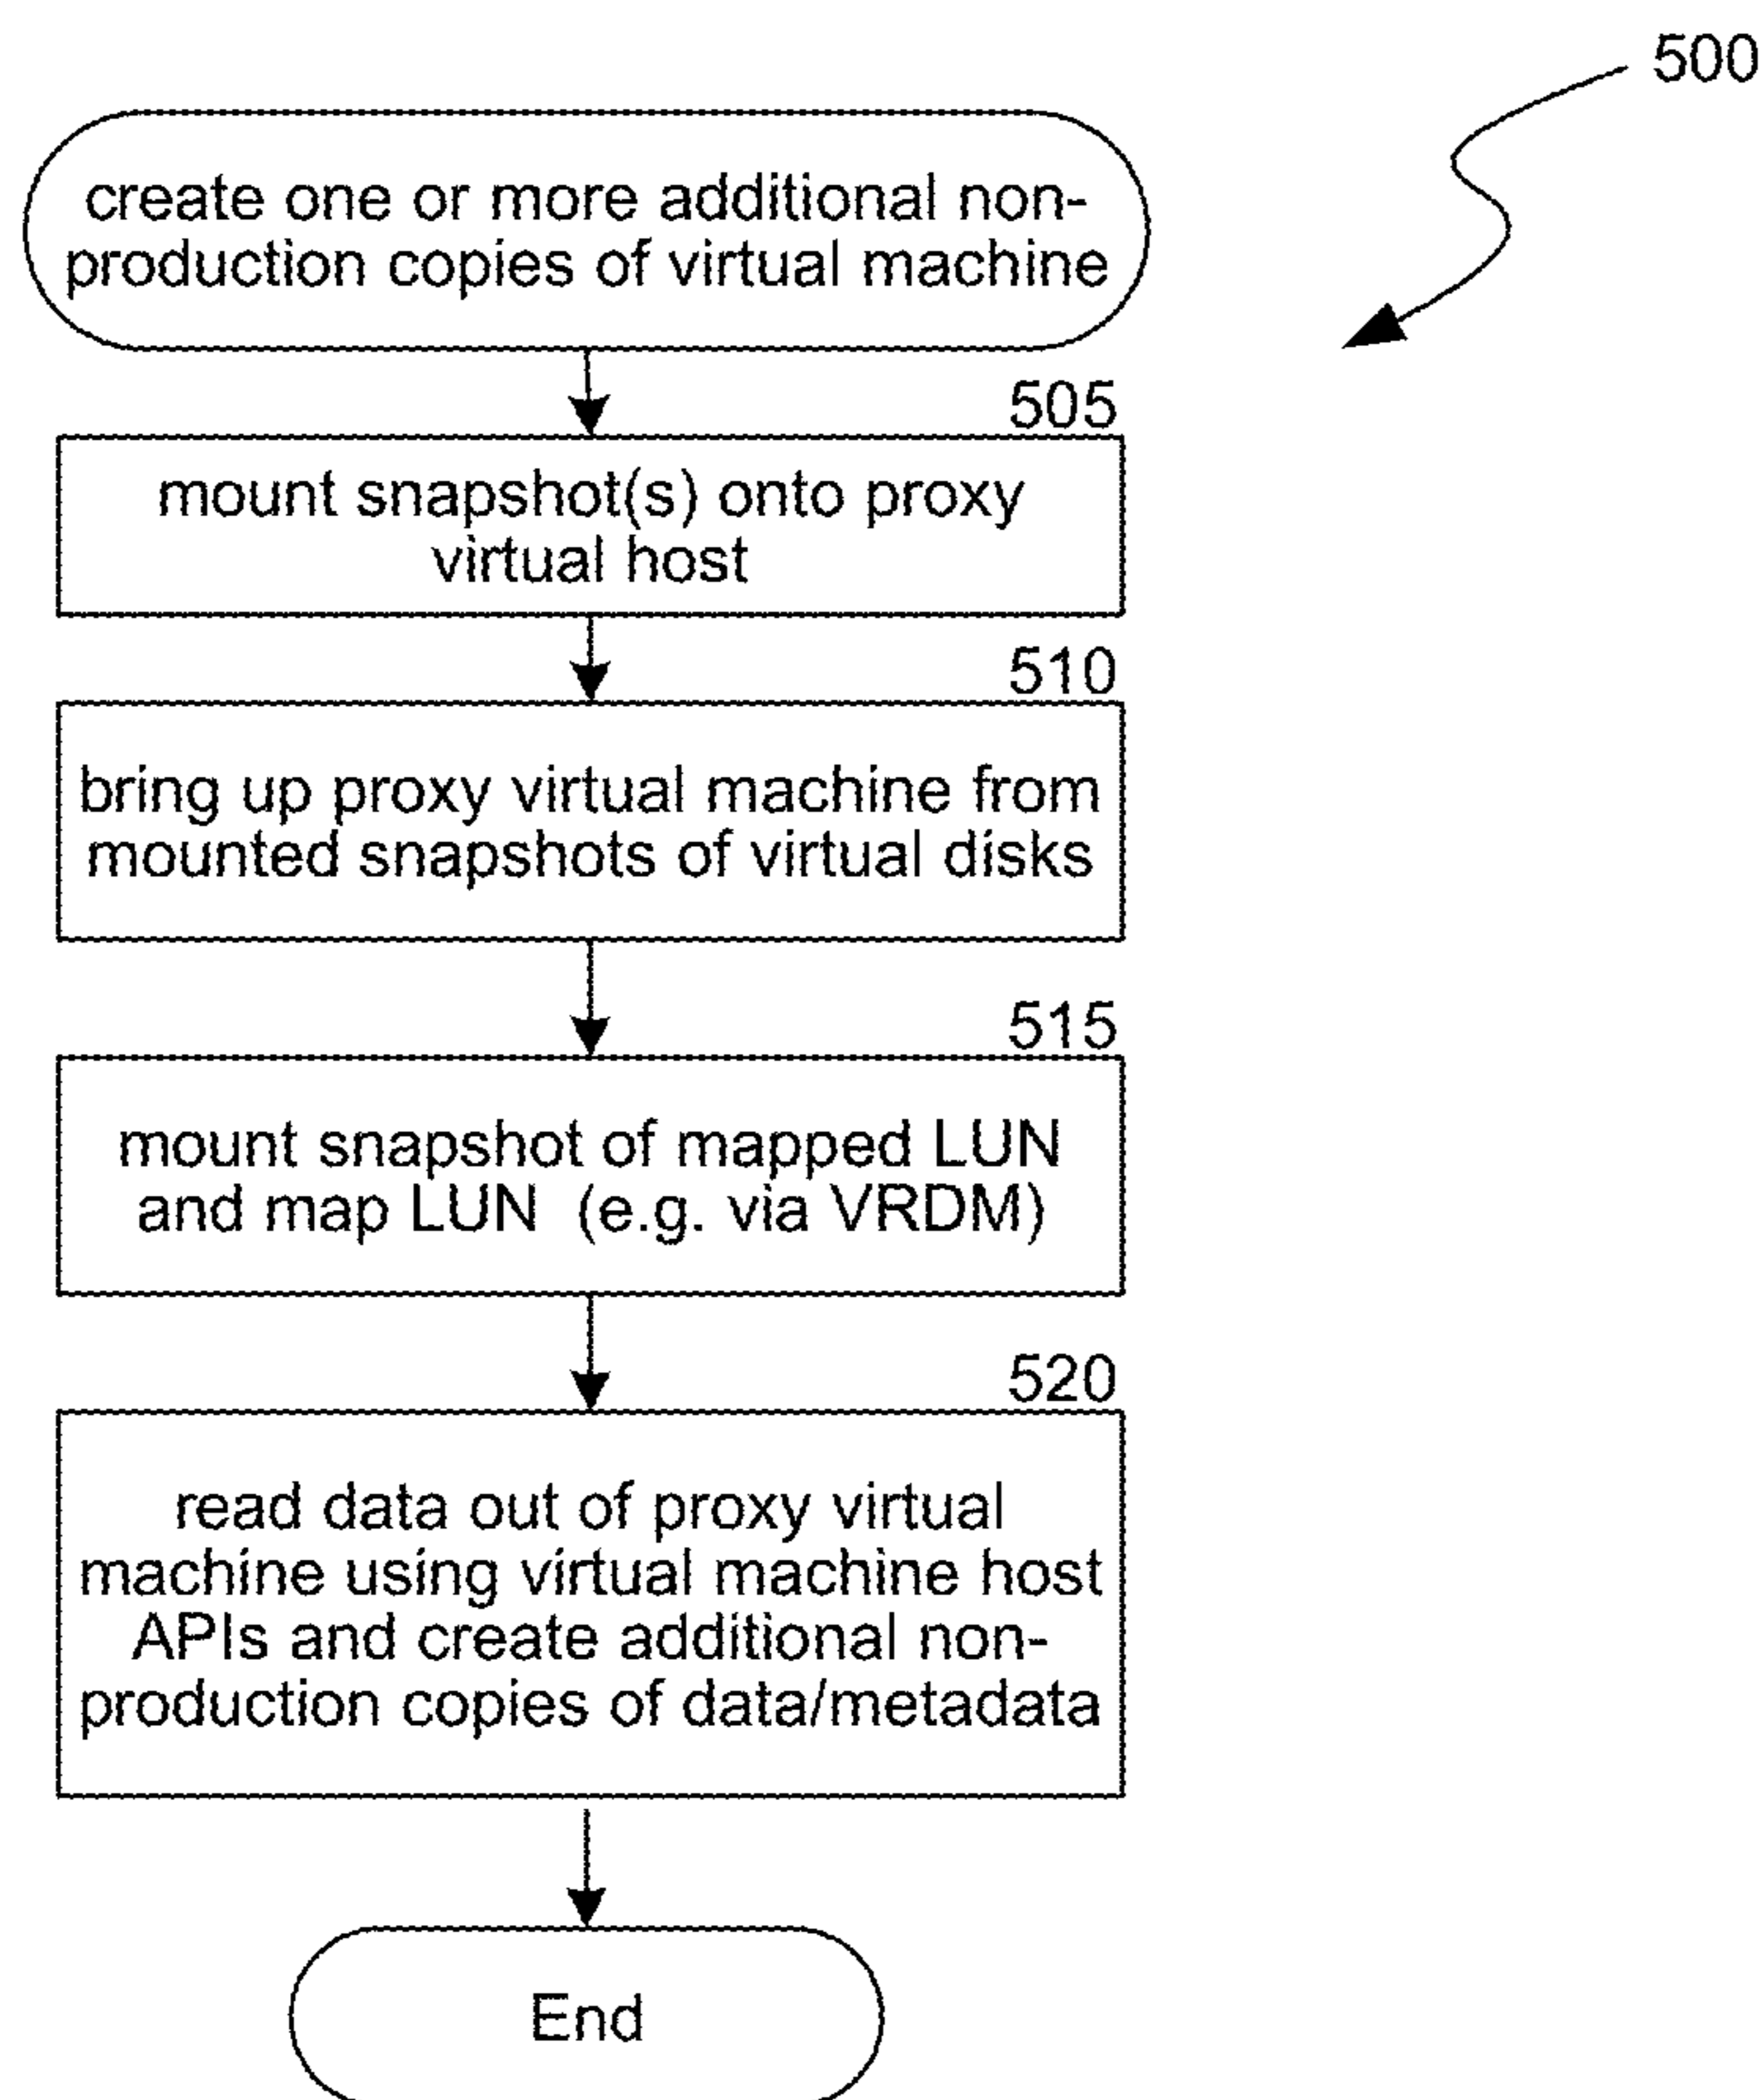 500
create one or more additional non-
production copies of virtual machine
505
mount snapshot(s) onto proxy
virtual host
510
bring up proxy virtual machine from
mounted snapshots of virtual disks
515
mount snapshot of mapped LUN
and map LUN (e.g. via VRDM)
520
read data out of proxy virtual
machine using virtual machine host
APIs and create additional non-
production copies of data/metadata
End